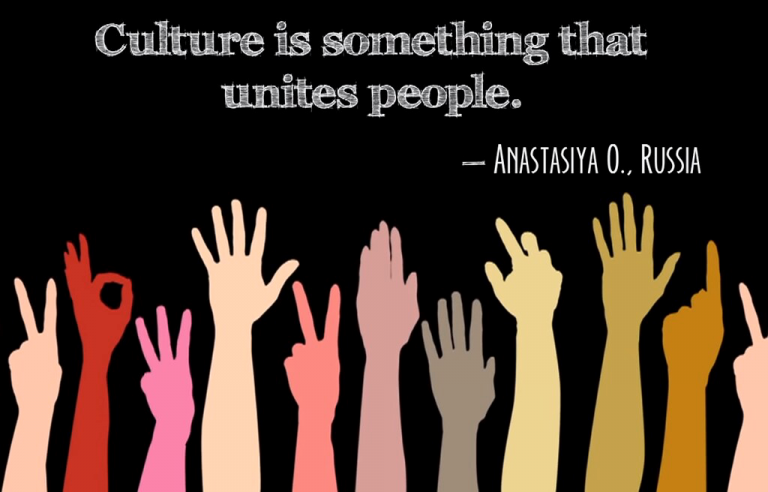 Culture is something that
unites people.
— Anastasiya O., Russia